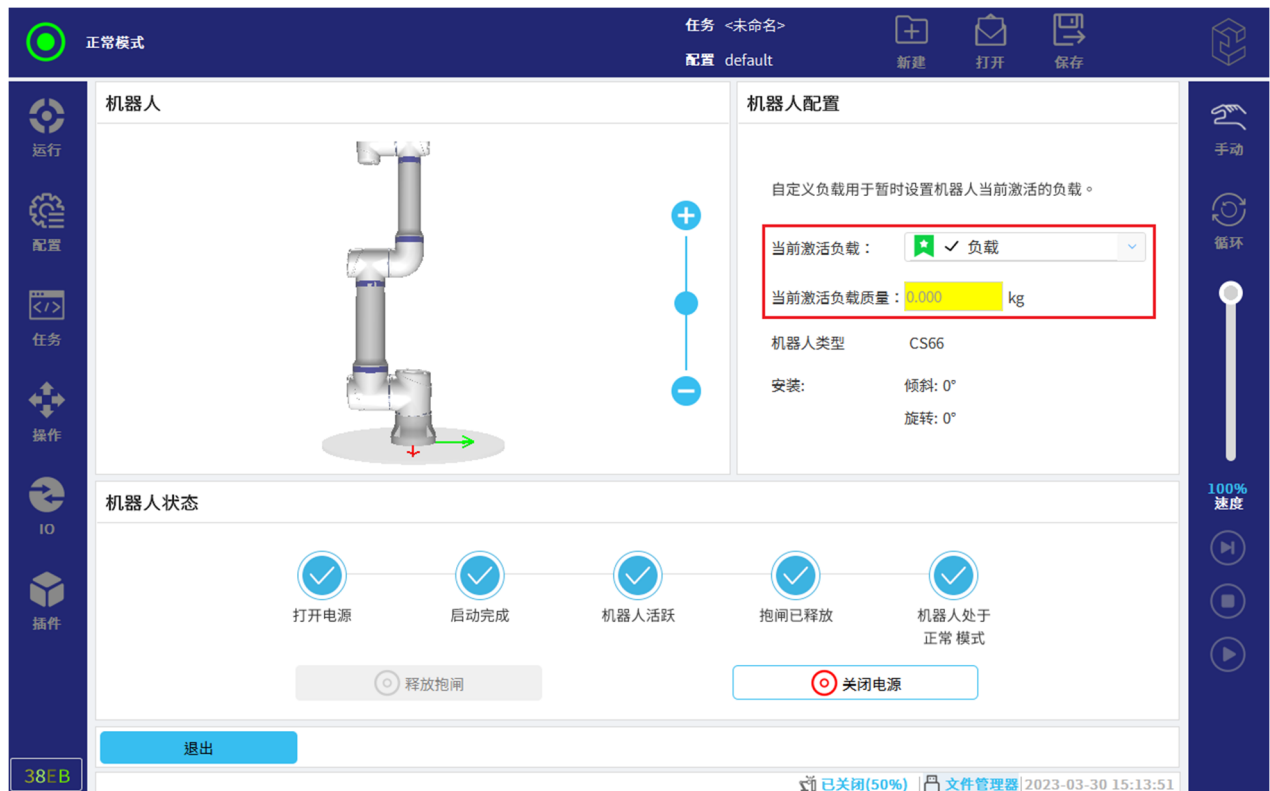 正常模式
任务 <未命名>
配置 default
新建
打开
保存
运行
配置
任务
操作
IO
插件
38EB
机器人
机器人配置
自定义负载用于暂时设置机器人当前激活的负载。
当前激活负载： 负载
当前激活负载质量： 0.000 kg
机器人类型 CS66
安装: 倾斜: 0°
旋转: 0°
机器人状态
打开电源
启动完成
机器人活跃
抱闸已释放
机器人处于
正常 模式
释放抱闸
关闭电源
退出
已关闭(50%) 文件管理器 2023-03-30 15:13:51
手动
循环
100%
速度